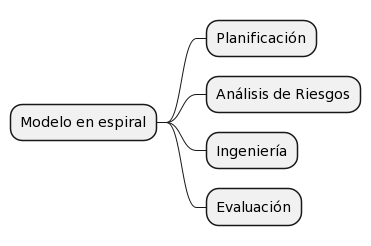 Modelo en espiral
Planificación
Análisis de Riesgos
Ingeniería
Evaluación